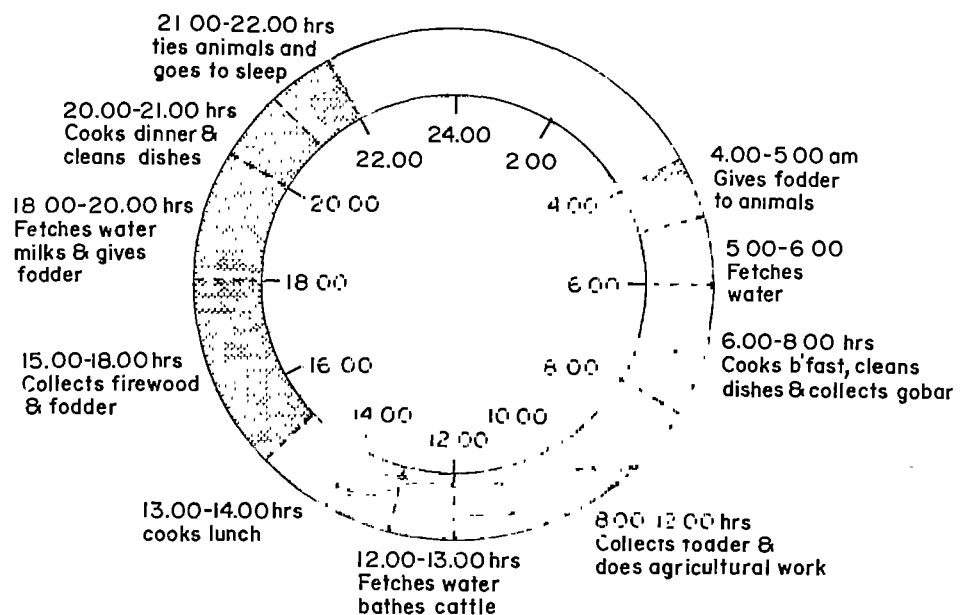 21 00-22.00 hrs
ties animals and
goes to sleep
20.00-21.00 hrs
Cooks dinner &
cleans dishes
18 00-20.00 hrs
Fetches water
milks & gives
fodder
15.00-18.00 hrs
Collects firewood
& fodder
13.00-14.00 hrs
cooks lunch
12.00-13.00 hrs
Fetches water
bathes cattle
8 00 12 00 hrs
Collects foader &
does agricultural work
6.00-8 00 hrs
Cooks b'fast, cleans
dishes & collects gobar
5 00-6 00
Fetches
water
4.00-5 00 am
Gives fodder
to animals
24.00
2 00
4 00
6 00
8 00
10 00
12 00
14 00
16 00
18 00
20 00
22.00